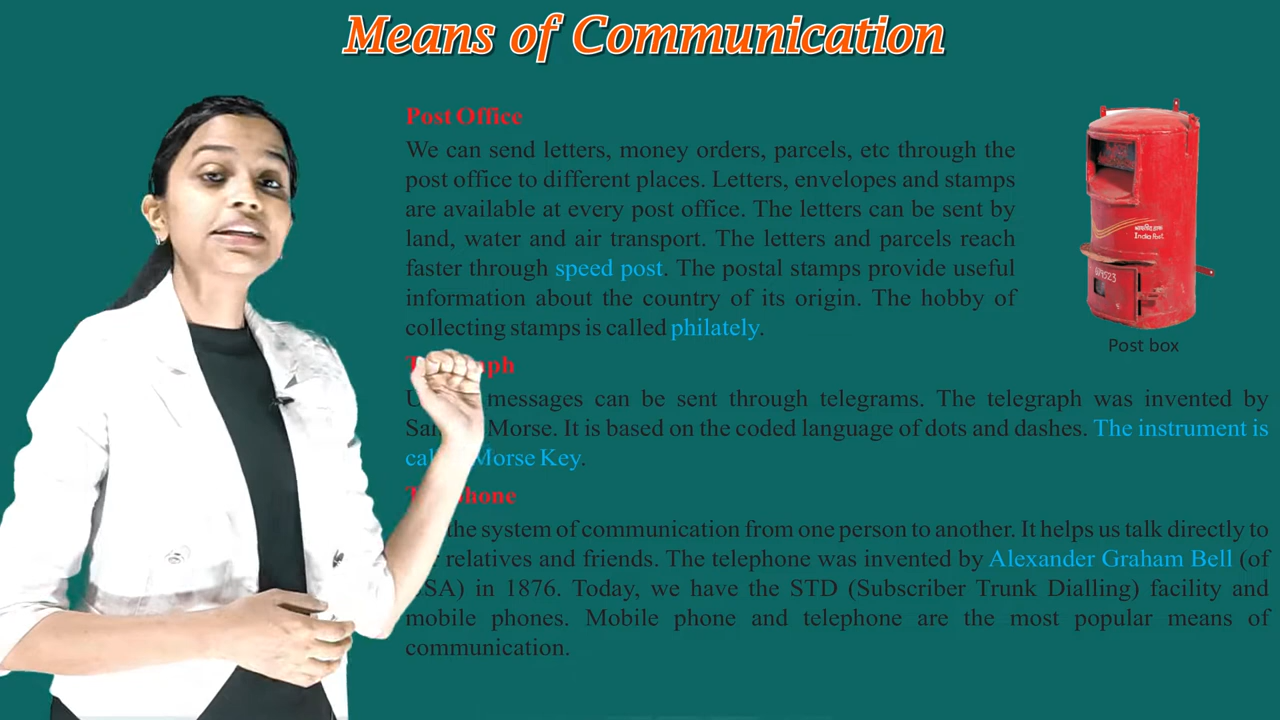 Means of Communication
Post Office
We can send letters, money orders, parcels, etc through the
post office to different places. Letters, envelopes and stamps
are available at every post office. The letters can be sent by
land, water and air transport. The letters and parcels reach
faster through speed post. The postal stamps provide useful
information about the country of its origin. The hobby of
collecting stamps is called philately.
भारतीय डाक
India Post
Post box
messages can be sent through telegrams. The telegraph was invented by
Morse. It is based on the coded language of dots and dashes. The instrument is
Morse Key.
the system of communication from one person to another. It helps us talk directly to
relatives and friends. The telephone was invented by Alexander Graham Bell (of
USA) in 1876. Today, we have the STD (Subscriber Trunk Dialling) facility and
mobile phones. Mobile phone and telephone are the most popular means of
communication.